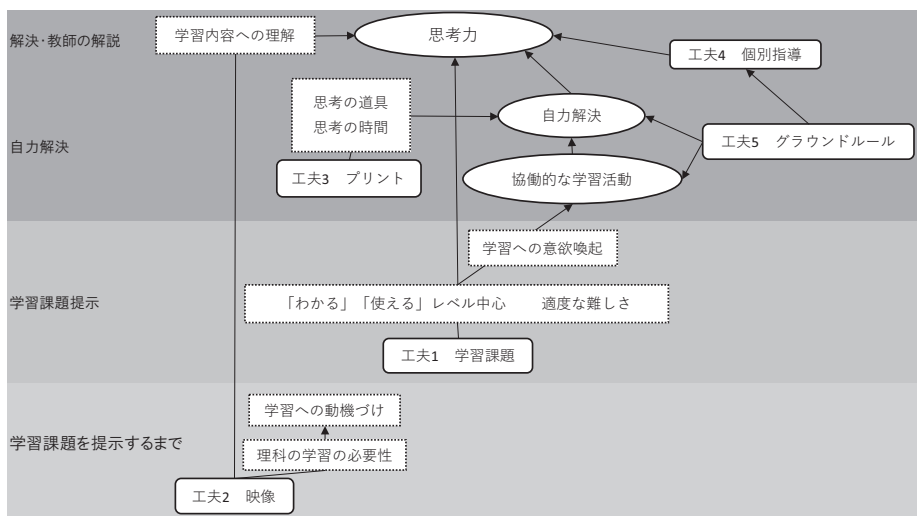 解決・教師の解説
学習内容への理解
思考力
工夫4　個別指導
思考の道具
思考の時間
自力解決
自力解決
工夫5　グラウンドルール
工夫3　プリント
協働的な学習活動
学習への意欲喚起
学習課題提示
「わかる」「使える」レベル中心　　適度な難しさ
工夫1　学習課題
学習への動機づけ
学習課題を提示するまで
理科の学習の必要性
工夫2　映像